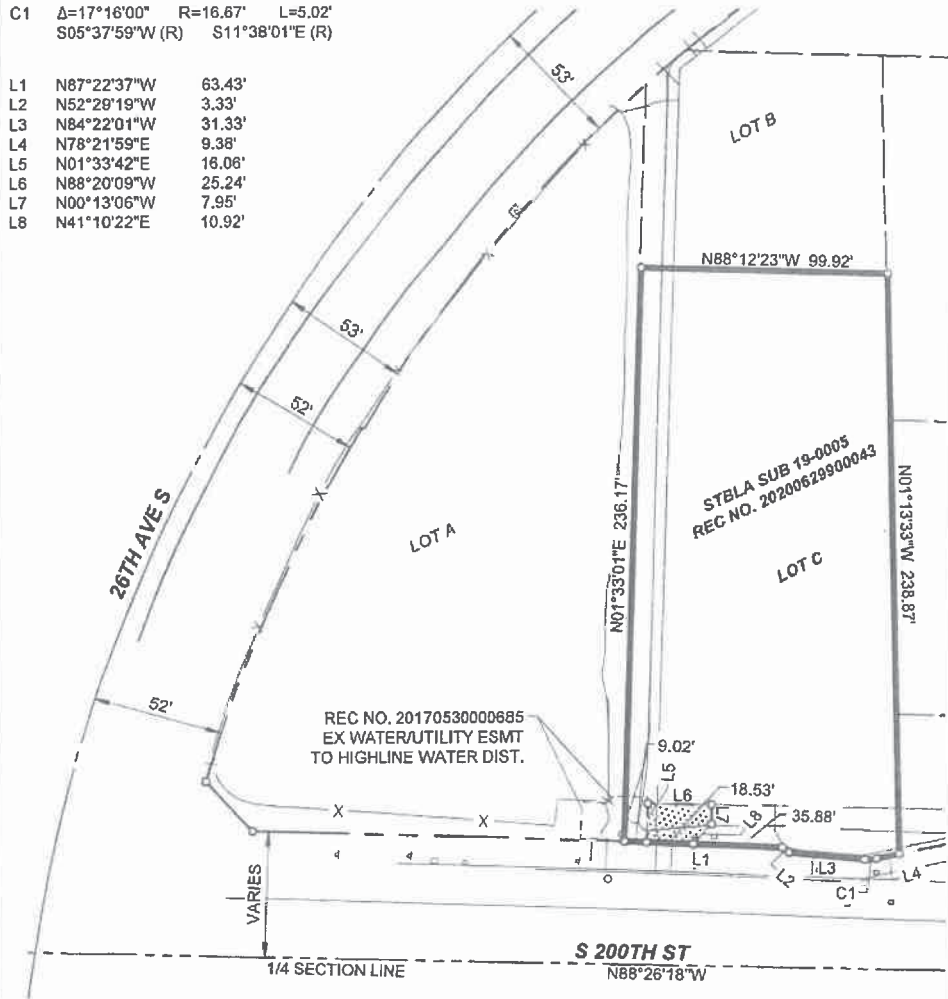 C1 Δ=17°16'00" R=16.67' L=5.02'
S05°37'59"W (R) S11°38'01"E (R)
L1 N87°22'37"W 63.43'
L2 N52°29'19"W 3.33'
L3 N84°22'01"W 31.33'
L4 N78°21'59"E 9.38'
L5 N01°33'42"E 16.06'
L6 N88°20'09"W 25.24'
L7 N00°13'06"W 7.95'
L8 N41°10'22"E 10.92'
53'
LOT B
N88°12'23"W 99.92'
53'
52'
STBLA SUB 19-0005
REC NO. 20200629900043
26TH AVE S
LOT A
N01°33'01"E 236.17'
LOT C
N01°13'33"W 238.87'
52'
REC NO. 20170530000685
EX WATER/UTILITY ESMT
TO HIGHLINE WATER DIST.
9.02'
L5
L6
18.53'
L7
L8
35.88'
X
X
X
L1
L2
L3
L4
C1
VARIES
S 200TH ST
1/4 SECTION LINE
N88°26'18"W